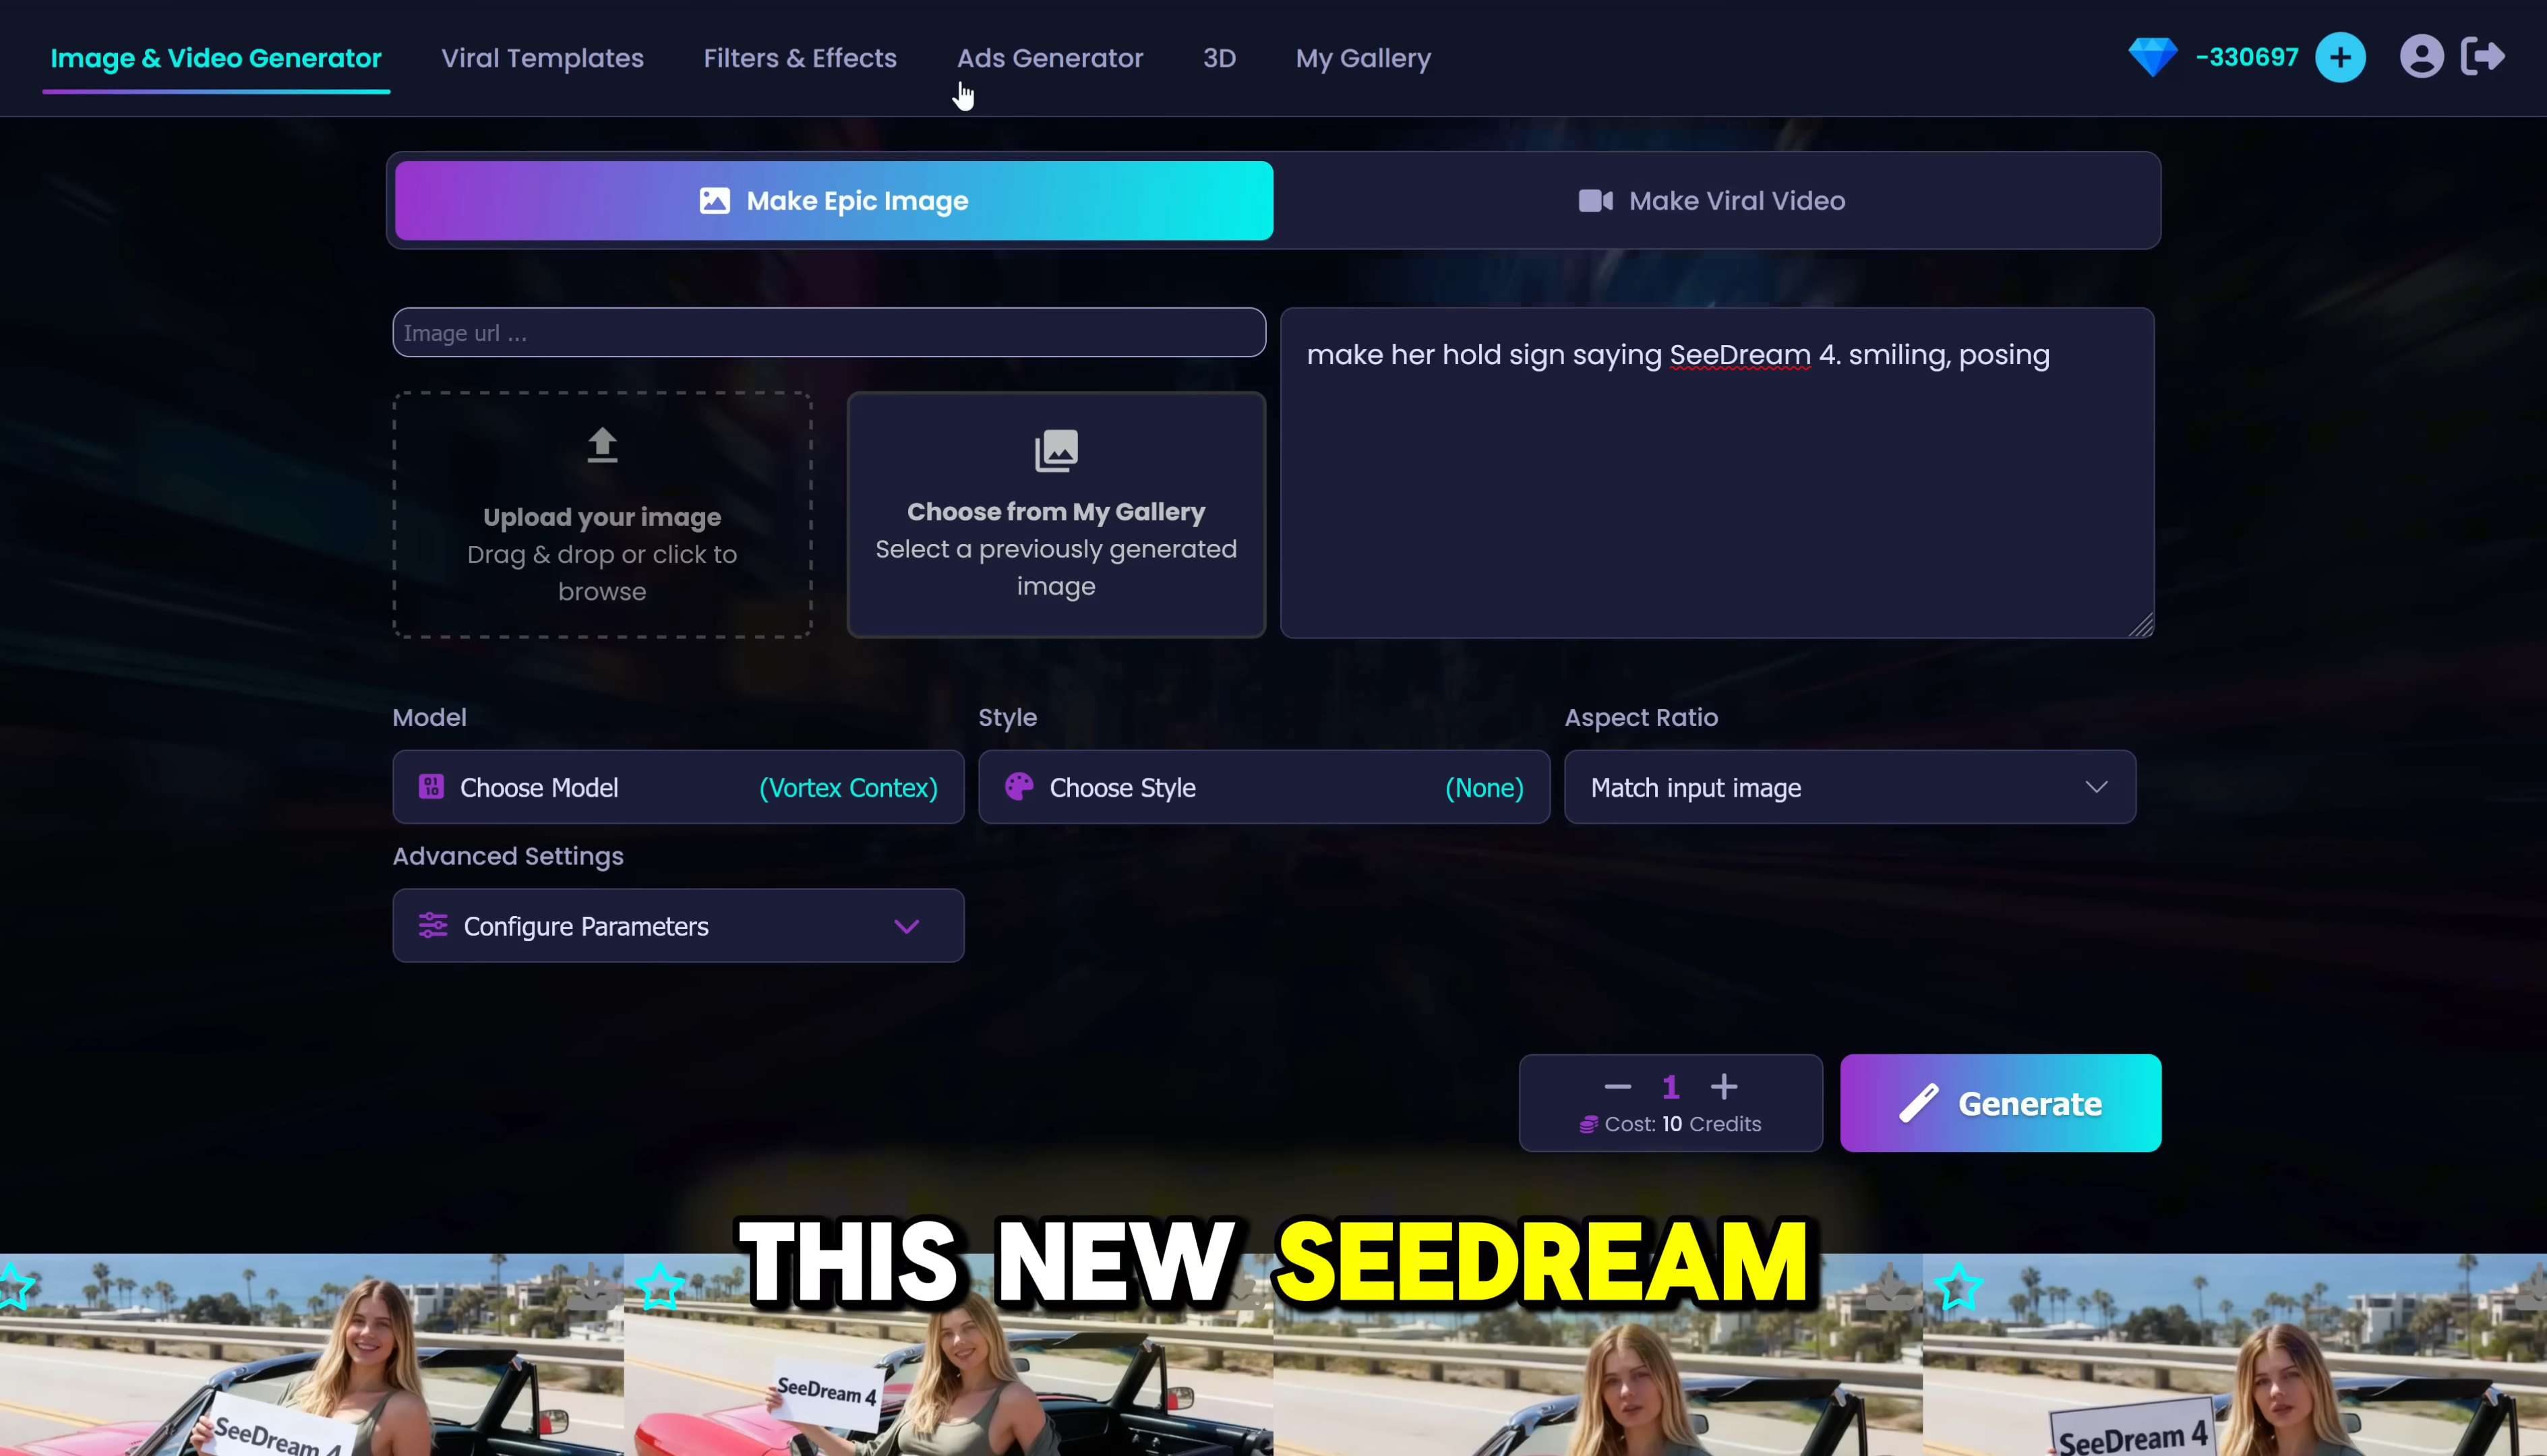 Image & Video Generator Viral Templates Filters & Effects Ads Generator 3D My Gallery -330697
Make Epic Image Make Viral Video
Image url ...
make her hold sign saying SeeDream 4. smiling, posing
Upload your image
Drag & drop or click to
browse
Choose from My Gallery
Select a previously generated
image
Model Style Aspect Ratio
Choose Model (Vortex Contex) Choose Style (None) Match input image
Advanced Settings
Configure Parameters
1
Cost: 10 Credits
Generate
THIS NEW SEEDREAM
SeeDream 4
SeeDream 4
SeeDream 4